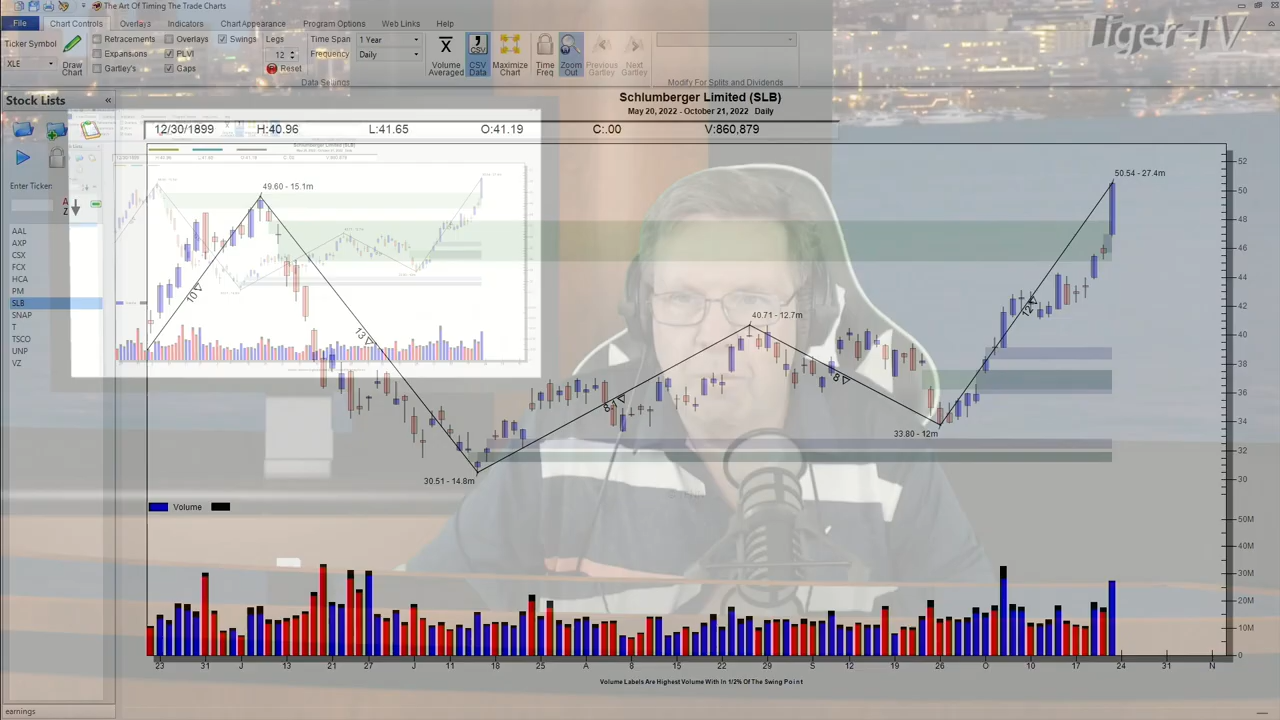 The Art Of Timing The Trade Charts
File Chart Controls Overlays Indicators Chart Appearance Program Options Web Links Help
Tiger-TV
Ticker Symbol
XLE
Draw Chart
Retracements
Expansions
Gartley's
Overlays
PLVI
Gaps
Swings
Legs
12
Reset
Time Span 1 Year
Frequency Daily
Data Settings
Volume Averaged
CSV Data
Maximize Chart
Time Freq
Zoom Out
Previous Gartley
Next Gartley
Modify For Splits and Dividends
Stock Lists «
Schlumberger Limited (SLB)
May 20, 2022 - October 21, 2022 Daily
12/30/1899 H:40.96 L:41.65 O:41.19 C:.00 V:860,879
Enter Ticker:
AAL
AXP
CSX
FCX
HCA
PM
SLB
SNAP
T
TSCO
UNP
VZ
49.60 - 15.1m
50.54 - 27.4m
40.71 - 12.7m
33.80 - 12m
30.51 - 14.8m
10
13
8
12
52
50
48
46
44
42
40
38
36
34
32
30
Volume
50M
40M
30M
20M
10M
0
23 31 J 13 21 27 J 11 18 25 A 8 15 22 29 S 12 19 26 O 10 17 24 31 N
Volume Labels Are Highest Volume With In 1/2% Of The Swing Point
earnings